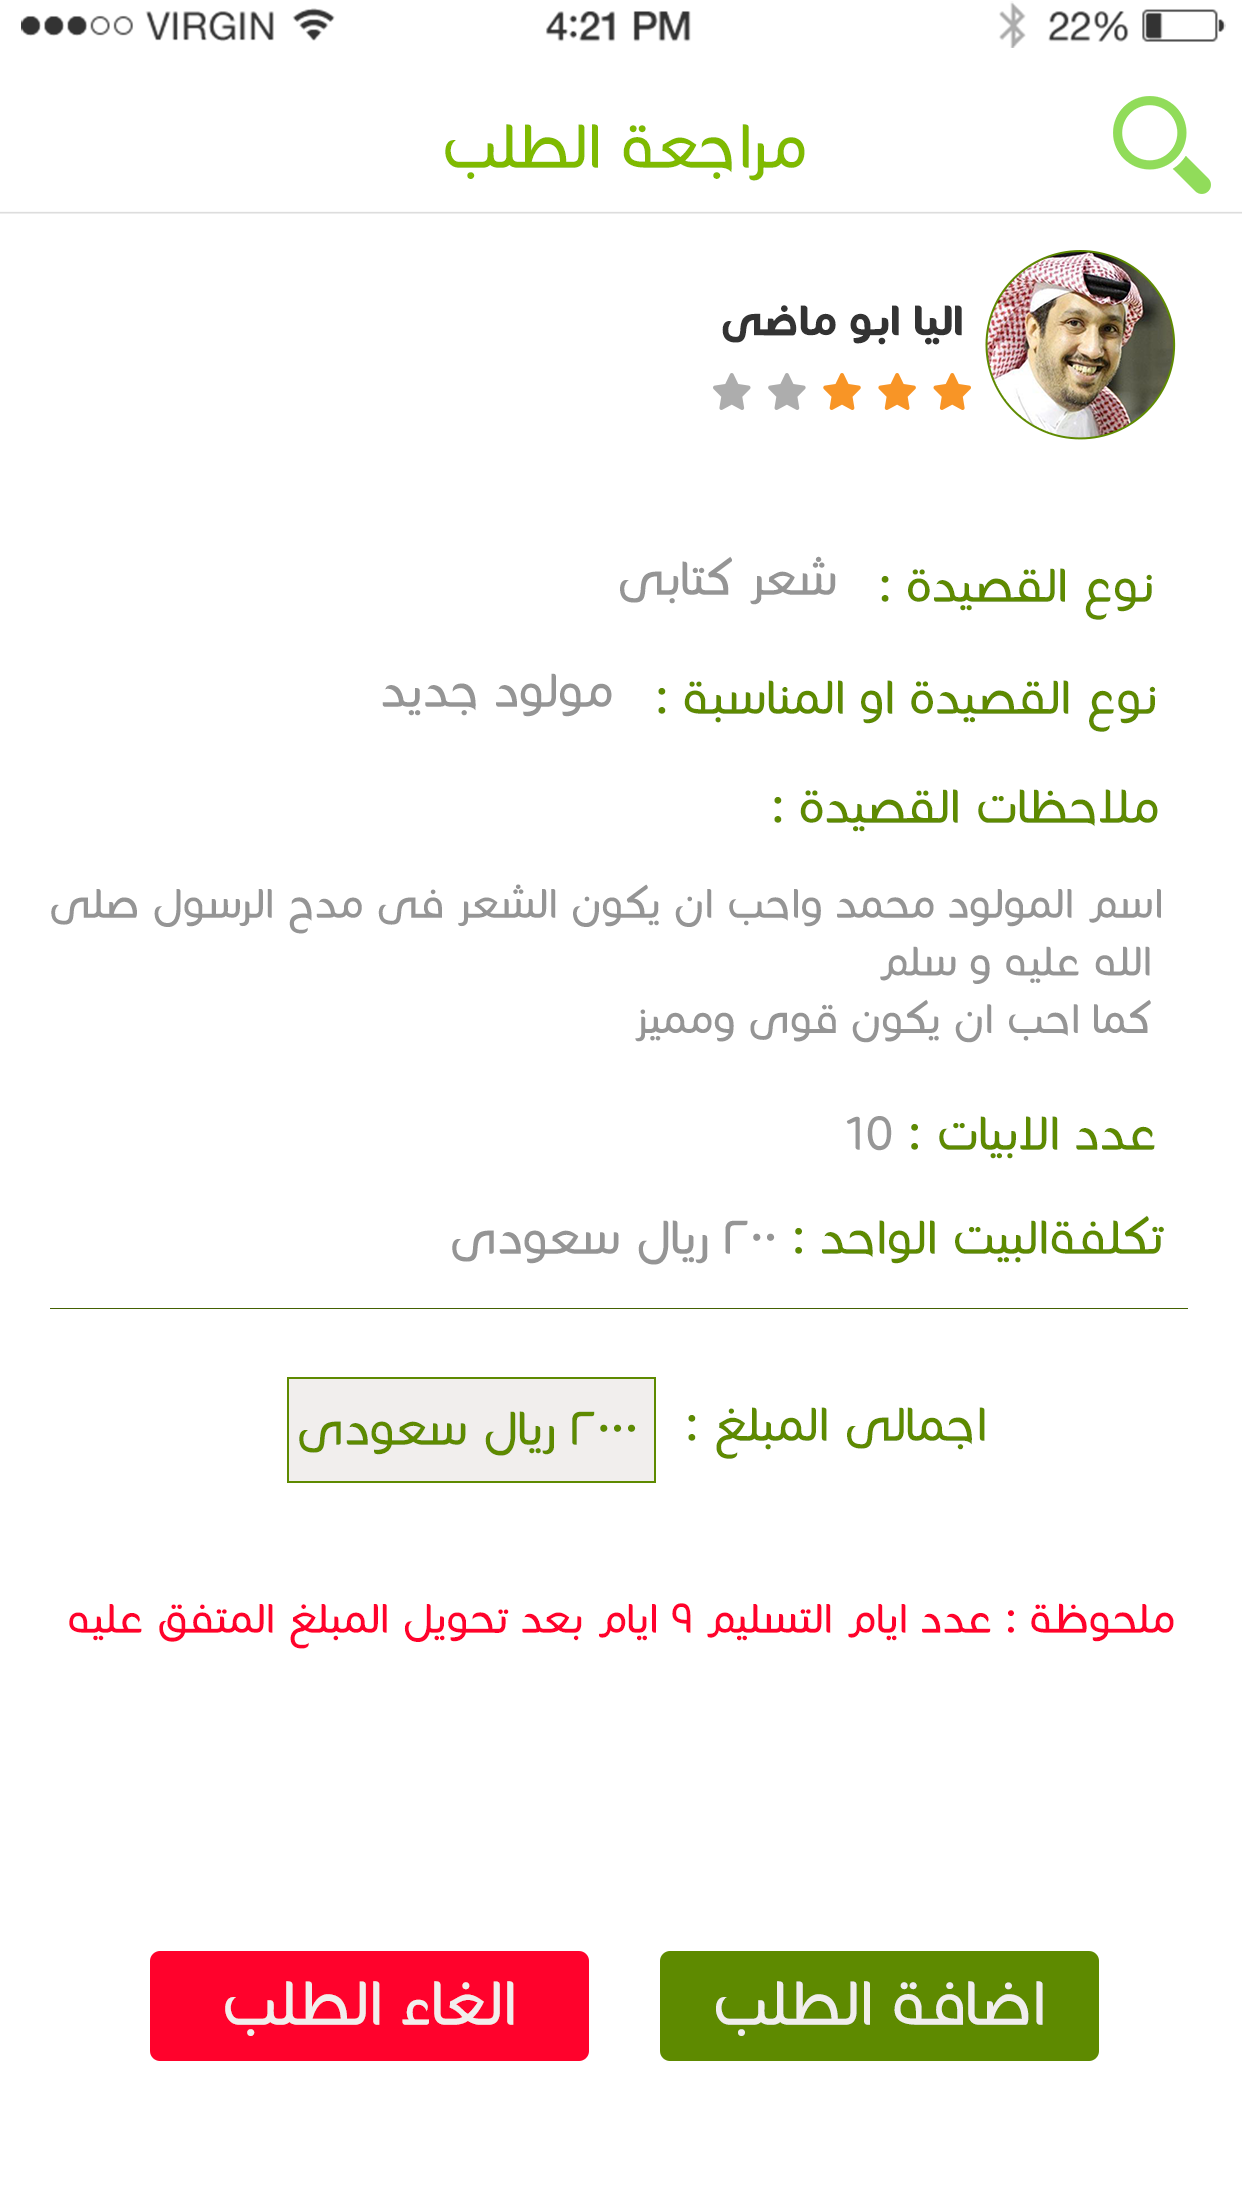 VIRGIN 4:21 PM 22%
مراجعة الطلب
اليا ابو ماضى
نوع القصيدة : شعر كتابى
نوع القصيدة او المناسبة : مولود جديد
ملاحظات القصيدة :
اسم المولود محمد واحب ان يكون الشعر فى مدح الرسول صلى
الله عليه و سلم
كما احب ان يكون قوى ومميز
عدد الابيات : 10
تكلفةالبيت الواحد : ٢٠٠ ريال سعودى
اجمالى المبلغ : ٢٠٠٠ ريال سعودى
ملحوظة : عدد ايام التسليم ٩ ايام بعد تحويل المبلغ المتفق عليه
اضافة الطلب
الغاء الطلب